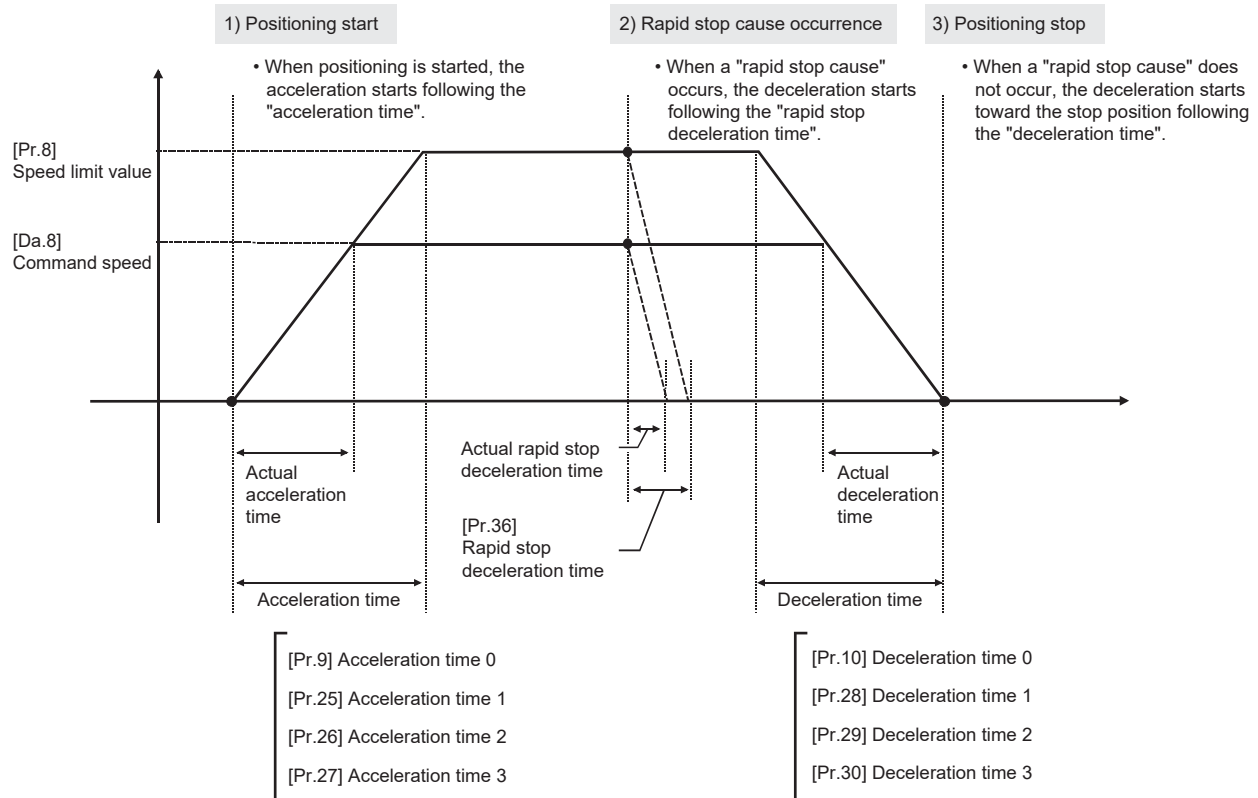 1) Positioning start
2) Rapid stop cause occurrence
3) Positioning stop
• When positioning is started, the
acceleration starts following the
"acceleration time".
• When a "rapid stop cause"
occurs, the deceleration starts
following the "rapid stop
deceleration time".
• When a "rapid stop cause" does
not occur, the deceleration starts
toward the stop position following
the "deceleration time".
[Pr.8]
Speed limit value
[Da.8]
Command speed
Actual
acceleration
time
Actual rapid stop
deceleration time
Actual
deceleration
time
[Pr.36]
Rapid stop
deceleration time
Acceleration time
Deceleration time
[Pr.9] Acceleration time 0
[Pr.25] Acceleration time 1
[Pr.26] Acceleration time 2
[Pr.27] Acceleration time 3
[Pr.10] Deceleration time 0
[Pr.28] Deceleration time 1
[Pr.29] Deceleration time 2
[Pr.30] Deceleration time 3